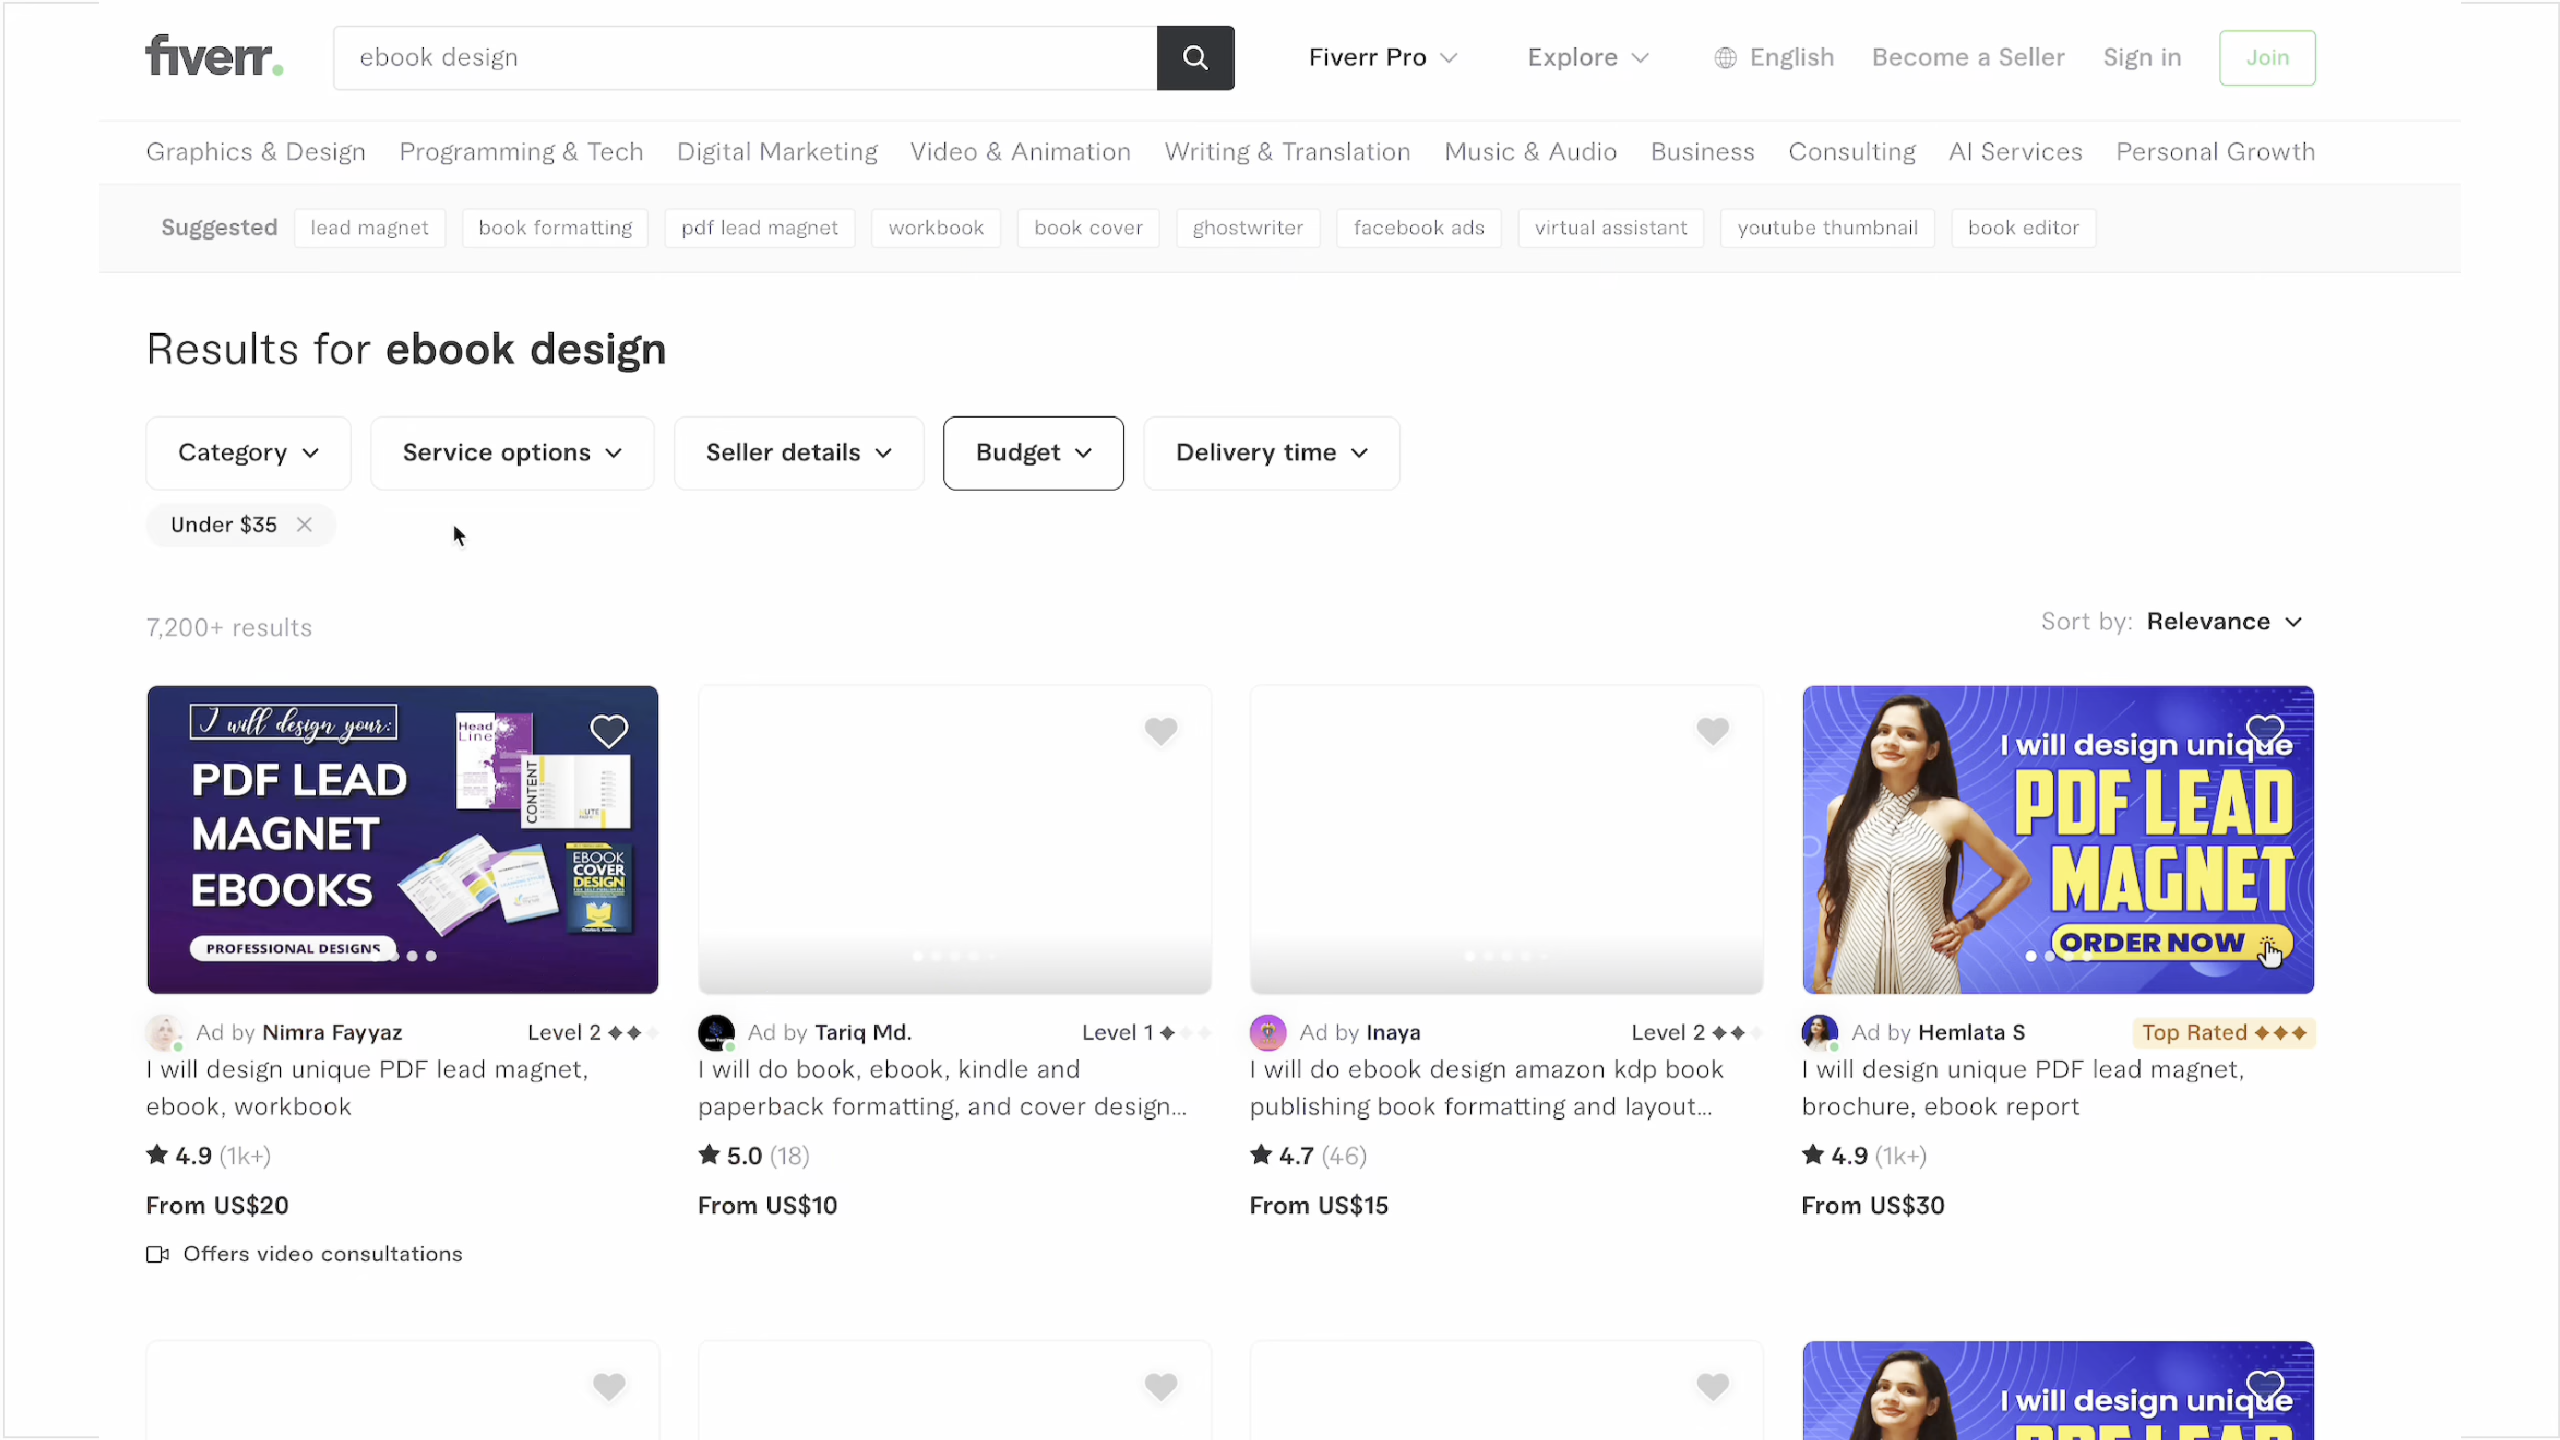 fiverr.
ebook design
Fiverr Pro
Explore
English
Become a Seller
Sign in
Join
Graphics & Design
Programming & Tech
Digital Marketing
Video & Animation
Writing & Translation
Music & Audio
Business
Consulting
AI Services
Personal Growth
Suggested
lead magnet
book formatting
pdf lead magnet
workbook
book cover
ghostwriter
facebook ads
virtual assistant
youtube thumbnail
book editor
Results for ebook design
Category
Service options
Seller details
Budget
Delivery time
Under $35
7,200+ results
Sort by: Relevance
I will design your:
PDF LEAD
MAGNET
EBOOKS
PROFESSIONAL DESIGNS
Head
Line
CONTENT
EBOOK
COVER
DESIGN
Ad by Nimra Fayyaz
Level 2
I will design unique PDF lead magnet,
ebook, workbook
4.9 (1k+)
From US$20
Offers video consultations
Ad by Tariq Md.
Level 1
I will do book, ebook, kindle and
paperback formatting, and cover design...
5.0 (18)
From US$10
Ad by Inaya
Level 2
I will do ebook design amazon kdp book
publishing book formatting and layout...
4.7 (46)
From US$15
I will design unique
PDF LEAD
MAGNET
ORDER NOW
Ad by Hemlata S
Top Rated
I will design unique PDF lead magnet,
brochure, ebook report
4.9 (1k+)
From US$30
I will design unique
PDF LEAD